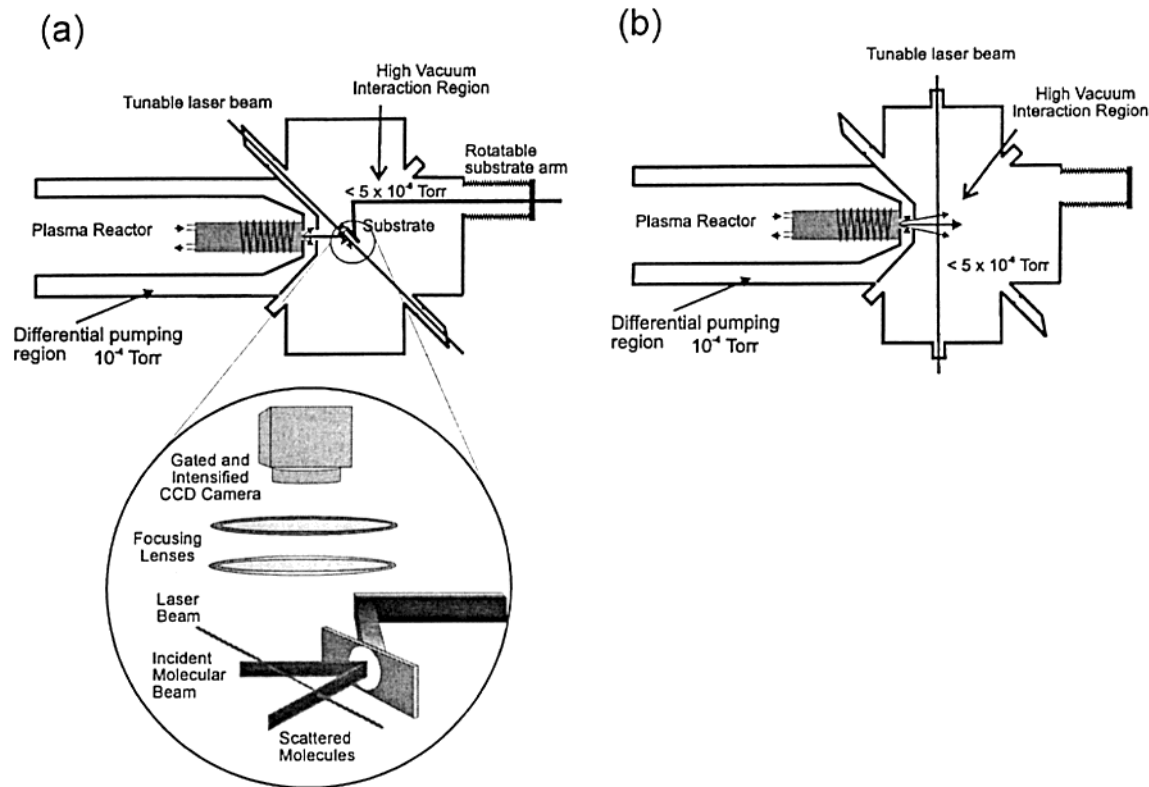 (a)
Tunable laser beam
High Vacuum
Interaction Region
Rotatable
substrate arm
< 5 x 10⁻⁴ Torr
Plasma Reactor
Substrate
Differential pumping
region 10⁻⁴ Torr
Gated and
Intensified
CCD Camera
Focusing
Lenses
Laser
Beam
Incident
Molecular
Beam
Scattered
Molecules
(b)
Tunable laser beam
High Vacuum
Interaction Region
Plasma Reactor
< 5 x 10⁻⁴ Torr
Differential pumping
region 10⁻⁴ Torr